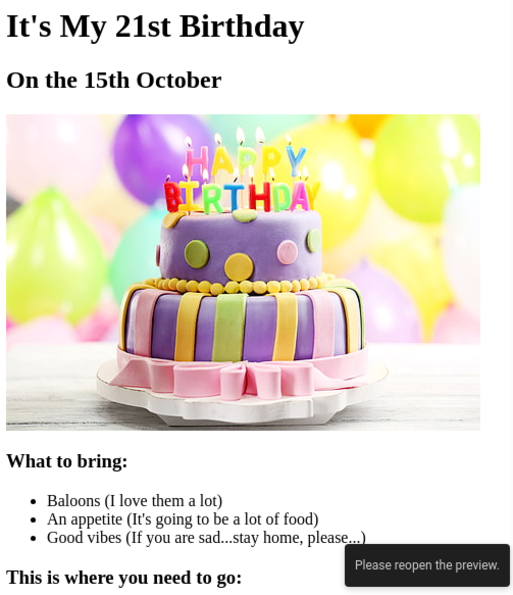 It's My 21st Birthday
On the 15th October
HAPPY
BIRTHDAY
What to bring:
Baloons (I love them a lot)
An appetite (It's going to be a lot of food)
Good vibes (If you are sad...stay home, please...)
This is where you need to go:
Please reopen the preview.